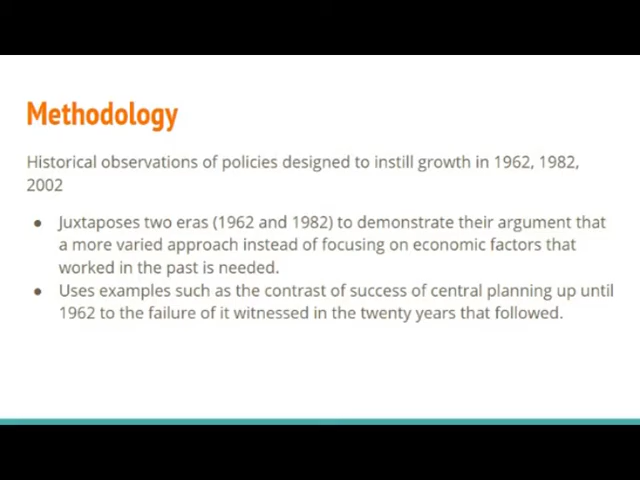 Methodology
Historical observations of policies designed to instill growth in 1962, 1982,
2002
● Juxtaposes two eras (1962 and 1982) to demonstrate their argument that
a more varied approach instead of focusing on economic factors that
worked in the past is needed.
● Uses examples such as the contrast of success of central planning up until
1962 to the failure of it witnessed in the twenty years that followed.